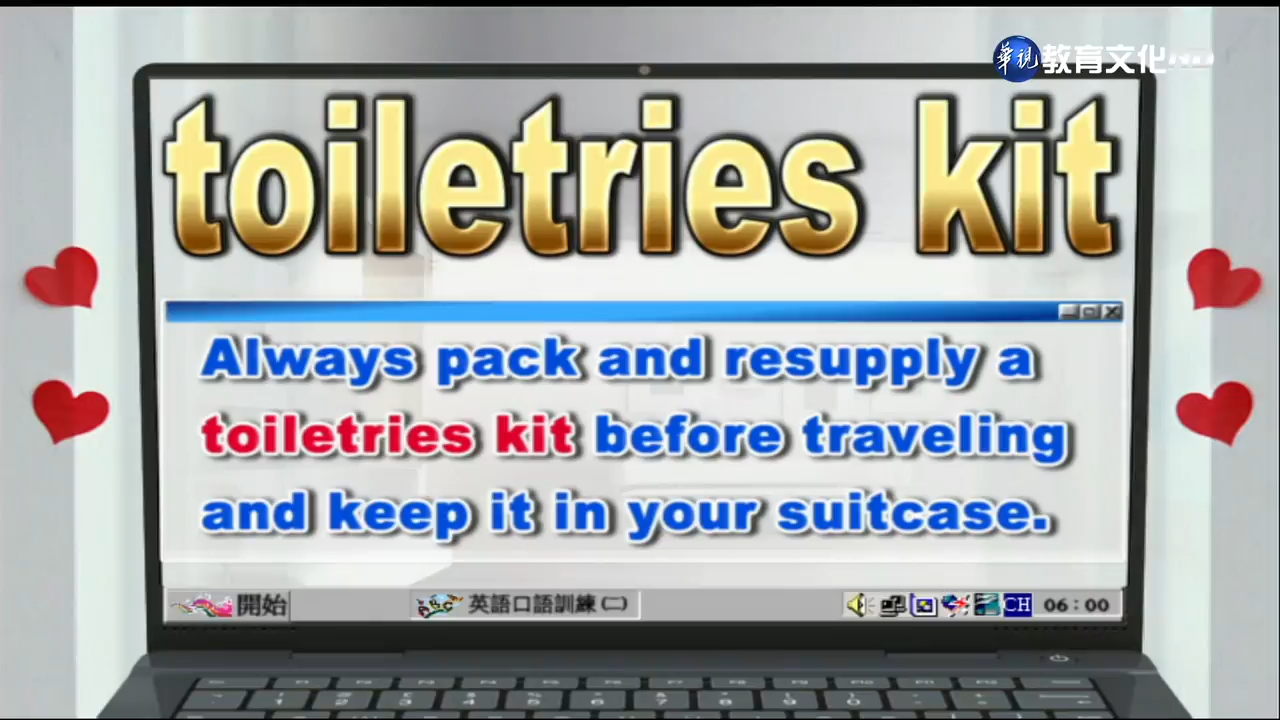 華視 教育文化 HD
toiletries kit
Always pack and resupply a
toiletries kit before traveling
and keep it in your suitcase.
開始 英語口語訓練(二) CH 06:00